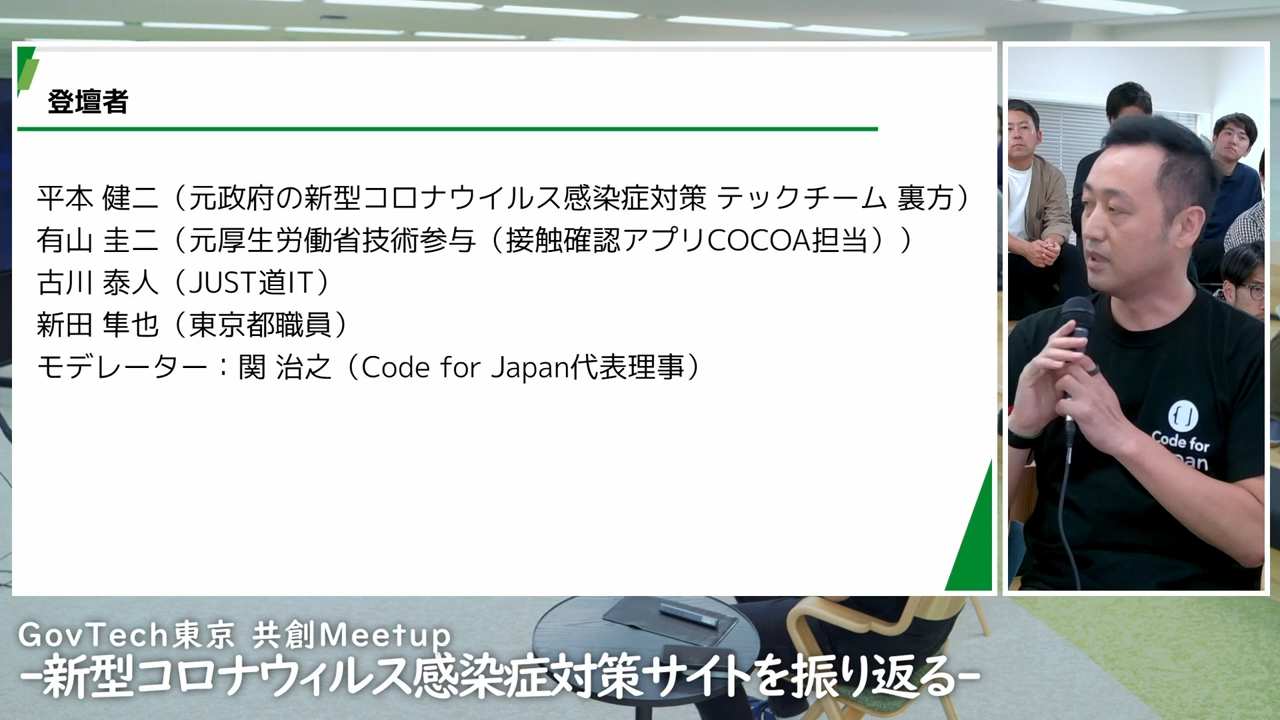 登壇者
平本 健二（元政府の新型コロナウイルス感染症対策 テックチーム 裏方）
有山 圭二（元厚生労働省技術参与（接触確認アプリCOCOA担当））
古川 泰人（JUST道IT）
新田 隼也（東京都職員）
モデレーター：関 治之（Code for Japan代表理事）
{ }
Code for
GovTech東京 共創Meetup
-新型コロナウィルス感染症対策サイトを振り返る-